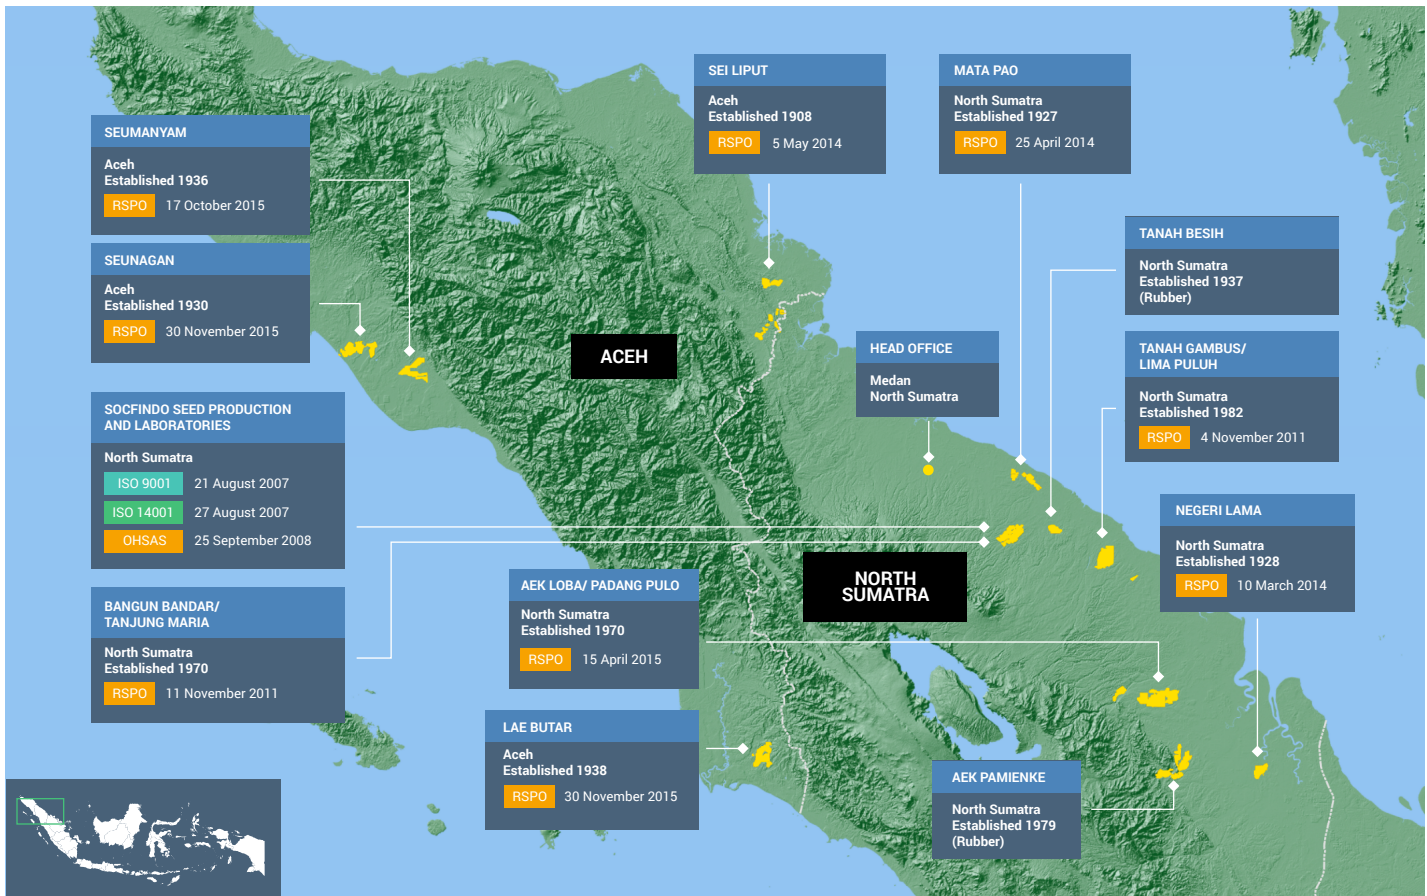 SEI LIPUT
Aceh
Established 1908
RSPO 5 May 2014
MATA PAO
North Sumatra
Established 1927
RSPO 25 April 2014
SEUMANYAM
Aceh
Established 1936
RSPO 17 October 2015
TANAH BESIH
North Sumatra
Established 1937
(Rubber)
SEUNAGAN
Aceh
Established 1930
RSPO 30 November 2015
ACEH
HEAD OFFICE
Medan
North Sumatra
TANAH GAMBUS/
LIMA PULUH
North Sumatra
Established 1982
RSPO 4 November 2011
SOCFINDO SEED PRODUCTION
AND LABORATORIES
North Sumatra
ISO 9001 21 August 2007
ISO 14001 27 August 2007
OHSAS 25 September 2008
NEGERI LAMA
North Sumatra
Established 1928
RSPO 10 March 2014
NORTH
SUMATRA
AEK LOBA/ PADANG PULO
North Sumatra
Established 1970
RSPO 15 April 2015
BANGUN BANDAR/
TANJUNG MARIA
North Sumatra
Established 1970
RSPO 11 November 2011
LAE BUTAR
Aceh
Established 1938
RSPO 30 November 2015
AEK PAMIENKE
North Sumatra
Established 1979
(Rubber)